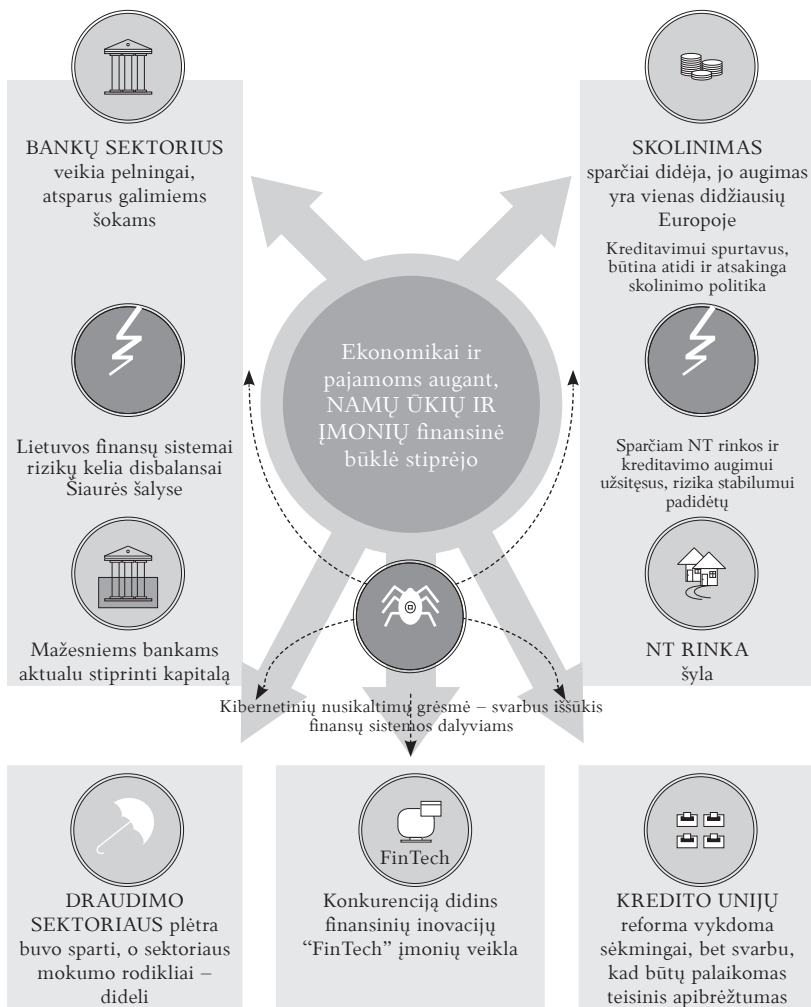 BANKŲ SEKTORIUS
veikia pelningai,
atsparus galimiems
šokams
SKOLINIMAS
sparčiai didėja, jo augimas
yra vienas didžiausių
Europoje
Kreditavimui spurtavus,
būtina atidi ir atsakinga
skolinimo politika
Ekonomikai ir
pajamoms augant,
NAMŲ ŪKIŲ IR
ĮMONIŲ finansinė
būklė stiprėjo
Lietuvos finansų sistemai
rizikų kelia disbalansai
Šiaurės šalyse
Sparčiam NT rinkos ir
kreditavimo augimui
užsitęsus, rizika stabilumui
padidėtų
Mažesniems bankams
aktualu stiprinti kapitalą
NT RINKA
šyla
Kibernetinių nusikaltimų grėsmė – svarbus iššūkis
finansų sistemos dalyviams
DRAUDIMO
SEKTORIAUS plėtra
buvo sparti, o sektoriaus
mokumo rodikliai –
dideli
FinTech
Konkurenciją didins
finansinių inovacijų
“FinTech” įmonių veikla
KREDITO UNIJŲ
reforma vykdoma
sėkmingai, bet svarbu,
kad būtų palaikomas
teisinis apibrėžtumas